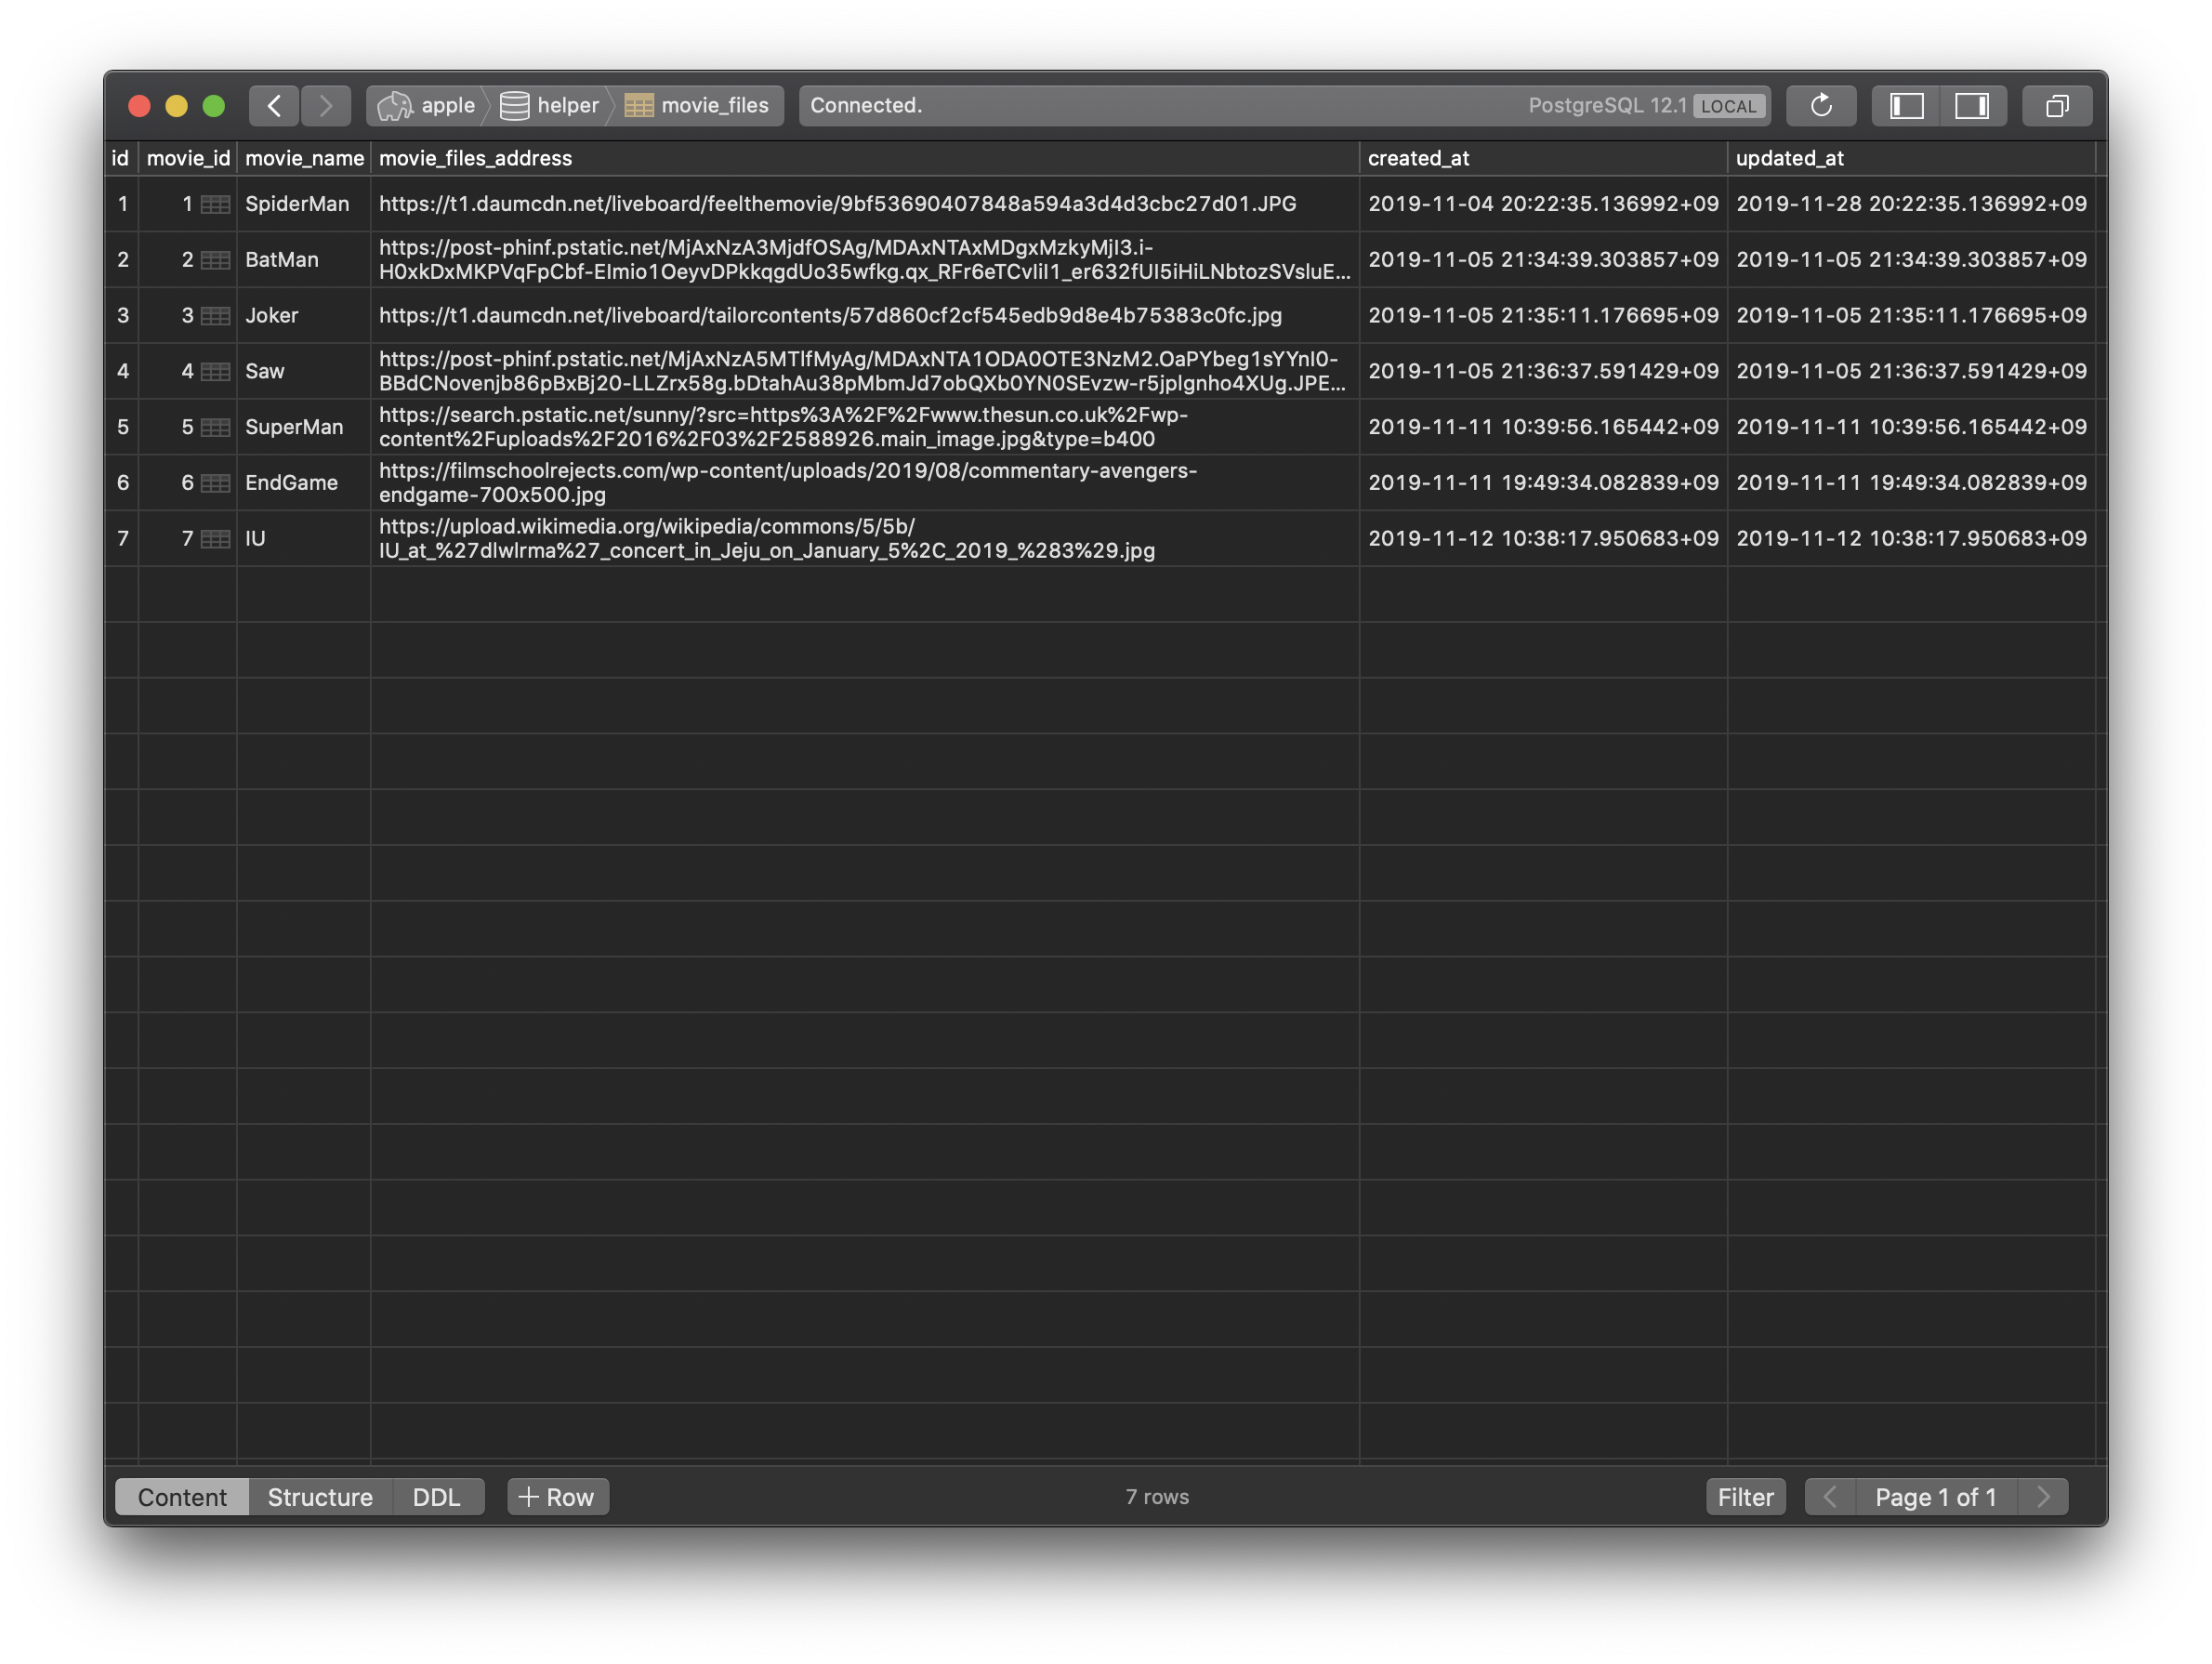 apple helper movie_files Connected. PostgreSQL 12.1 LOCAL
id movie_id movie_name movie_files_address created_at updated_at
1 1 SpiderMan https://t1.daumcdn.net/liveboard/feelthemovie/9bf53690407848a594a3d4d3cbc27d01.JPG 2019-11-04 20:22:35.136992+09 2019-11-28 20:22:35.136992+09
2 2 BatMan https://post-phinf.pstatic.net/MjAxNzA3MjdfOSAg/MDAxNTAxMDgxMzkyMjI3.i-
H0xkDxMKPVqFpCbf-EImio1OeyvDPkkqgdUo35wfkg.qx_RFr6eTCvIiI1_er632fUI5iHiLNbtozSVsluE... 2019-11-05 21:34:39.303857+09 2019-11-05 21:34:39.303857+09
3 3 Joker https://t1.daumcdn.net/liveboard/tailorcontents/57d860cf2cf545edb9d8e4b75383c0fc.jpg 2019-11-05 21:35:11.176695+09 2019-11-05 21:35:11.176695+09
4 4 Saw https://post-phinf.pstatic.net/MjAxNzA5MTlfMyAg/MDAxNTA1ODA0OTE3NzM2.OaPYbeg1sYYnI0-
BBdCNovenjb86pBxBj2O-LLZrx58g.bDtahAu38pMbmJd7obQXb0YN0SEvzw-r5jpIgnho4XUg.JPE... 2019-11-05 21:36:37.591429+09 2019-11-05 21:36:37.591429+09
5 5 SuperMan https://search.pstatic.net/sunny/?src=https%3A%2F%2Fwww.thesun.co.uk%2Fwp-
content%2Fuploads%2F2016%2F03%2F2588926.main_image.jpg&type=b400 2019-11-11 10:39:56.165442+09 2019-11-11 10:39:56.165442+09
6 6 EndGame https://filmschoolrejects.com/wp-content/uploads/2019/08/commentary-avengers-
endgame-700x500.jpg 2019-11-11 19:49:34.082839+09 2019-11-11 19:49:34.082839+09
7 7 IU https://upload.wikimedia.org/wikipedia/commons/5/5b/
IU_at_%27dlwlrma%27_concert_in_Jeju_on_January_5%2C_2019_%283%29.jpg 2019-11-12 10:38:17.950683+09 2019-11-12 10:38:17.950683+09
Content Structure DDL + Row 7 rows Filter Page 1 of 1